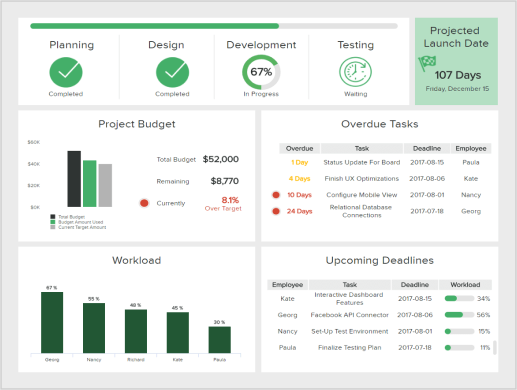 Planning
Completed
Design
Completed
Development
67%
In Progress
Testing
Waiting
Projected
Launch Date
107 Days
Friday, December 15
Project Budget
$60K
$40K
$20K
$0K
Total Budget
Budget Amount Used
Current Target Amount
Total Budget $52,000
Remaining $8,770
Currently 8.1%
Over Target
Overdue Tasks
Overdue Task Deadline Employee
1 Day Status Update For Board 2017-08-15 Paula
4 Days Finish UX Optimizations 2017-08-06 Kate
10 Days Configure Mobile View 2017-08-01 Nancy
24 Days Relational Database Connections 2017-07-18 Georg
Workload
67 % 55 % 48 % 45 % 30 %
Georg Nancy Richard Kate Paula
Upcoming Deadlines
Employee Task Deadline Workload
Kate Interactive Dashboard Features 2017-08-15 34%
Georg Facebook API Connector 2017-08-06 56%
Nancy Set-Up Test Environment 2017-08-01 15%
Paula Finalize Testing Plan 2017-07-18 11%